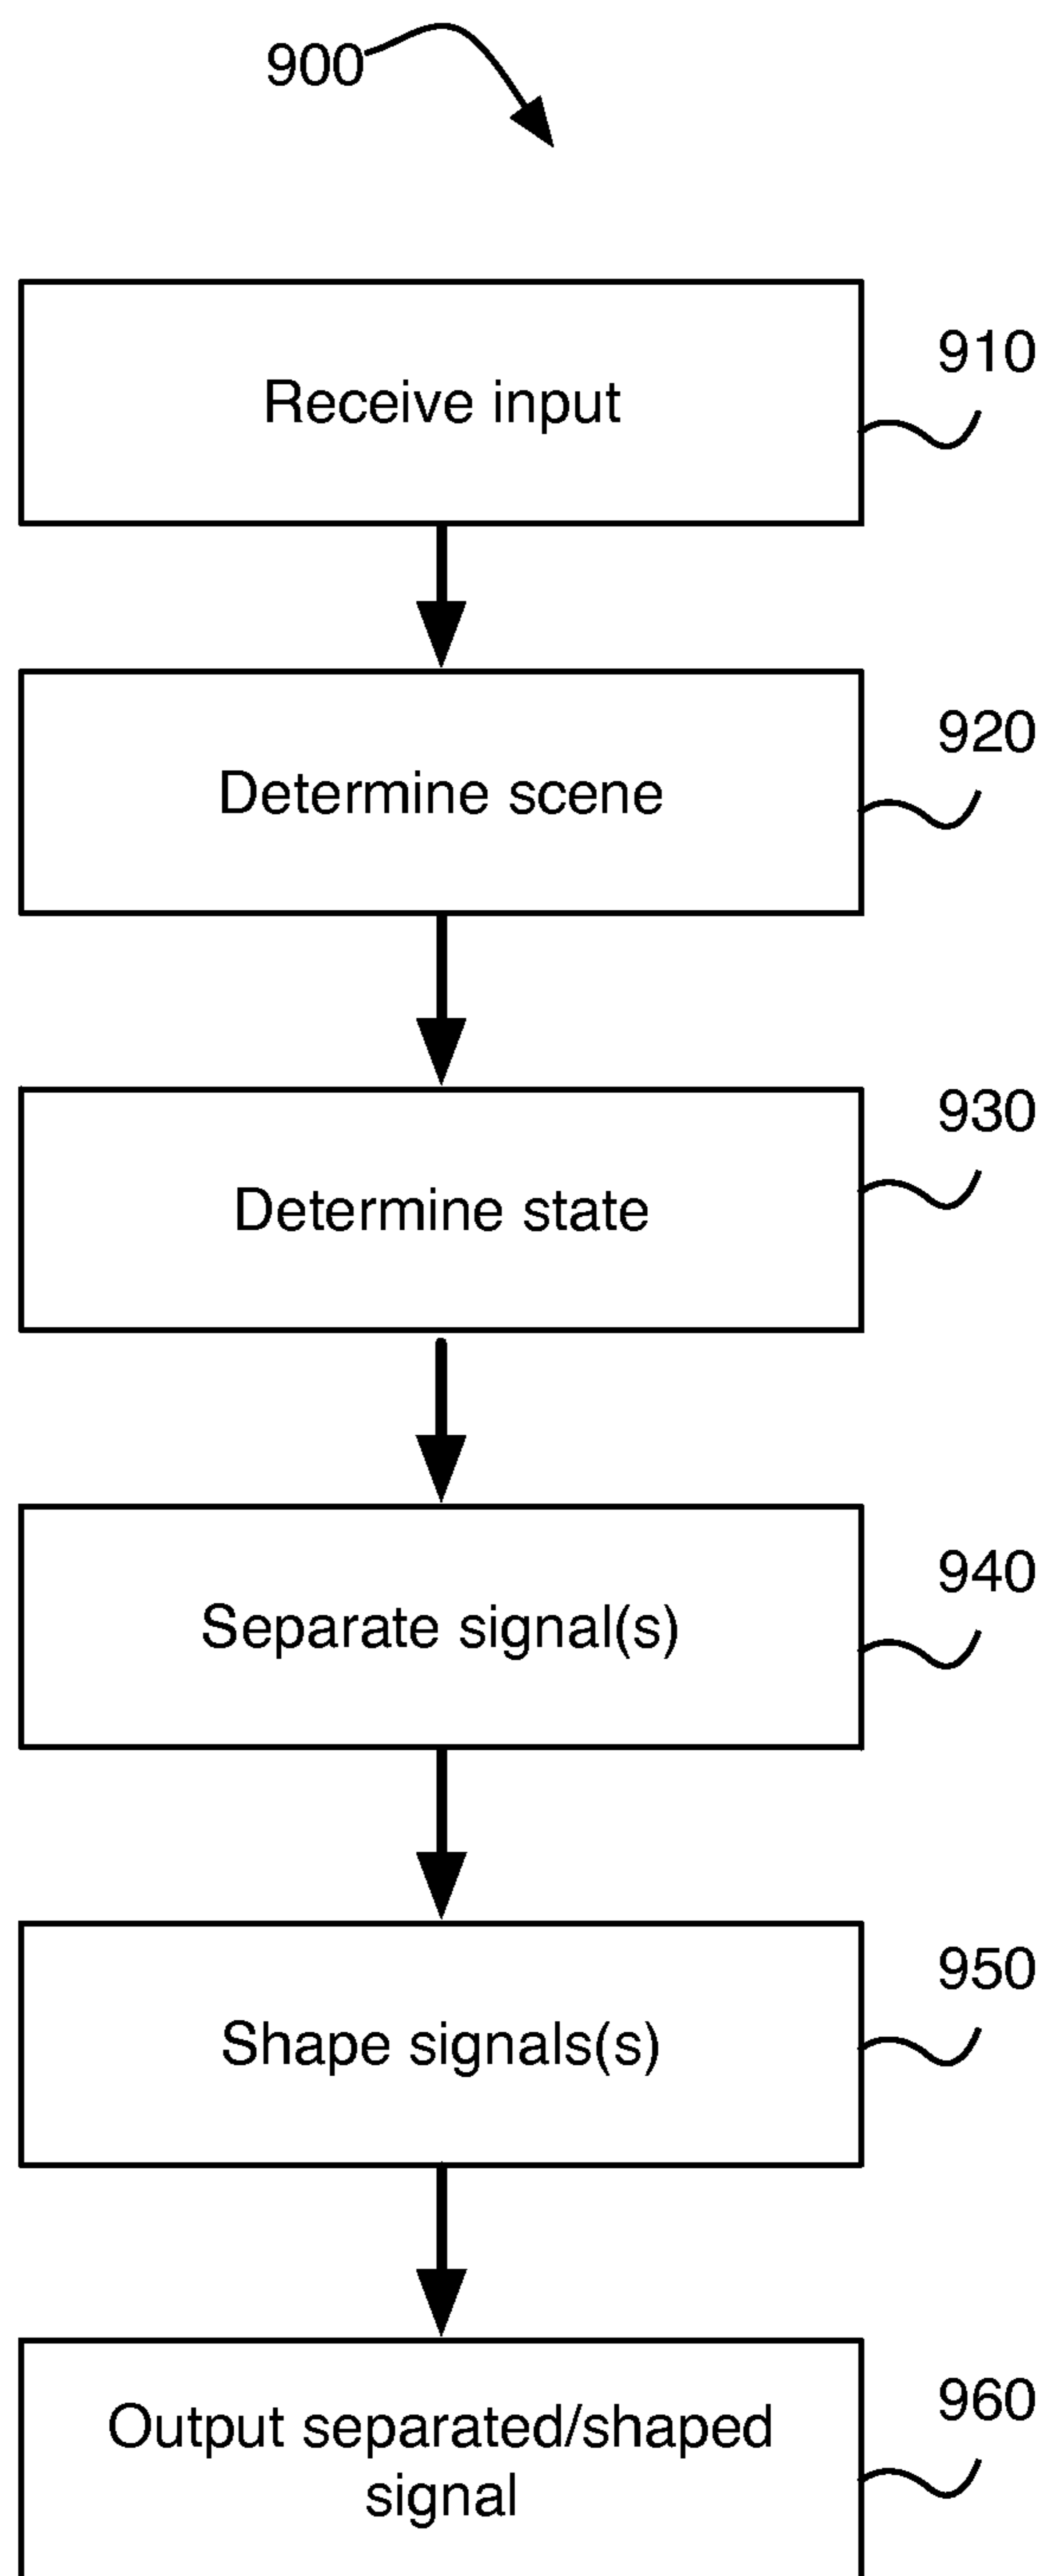 900
910
Receive input
920
Determine scene
930
Determine state
940
Separate signal(s)
950
Shape signals(s)
960
Output separated/shaped
signal